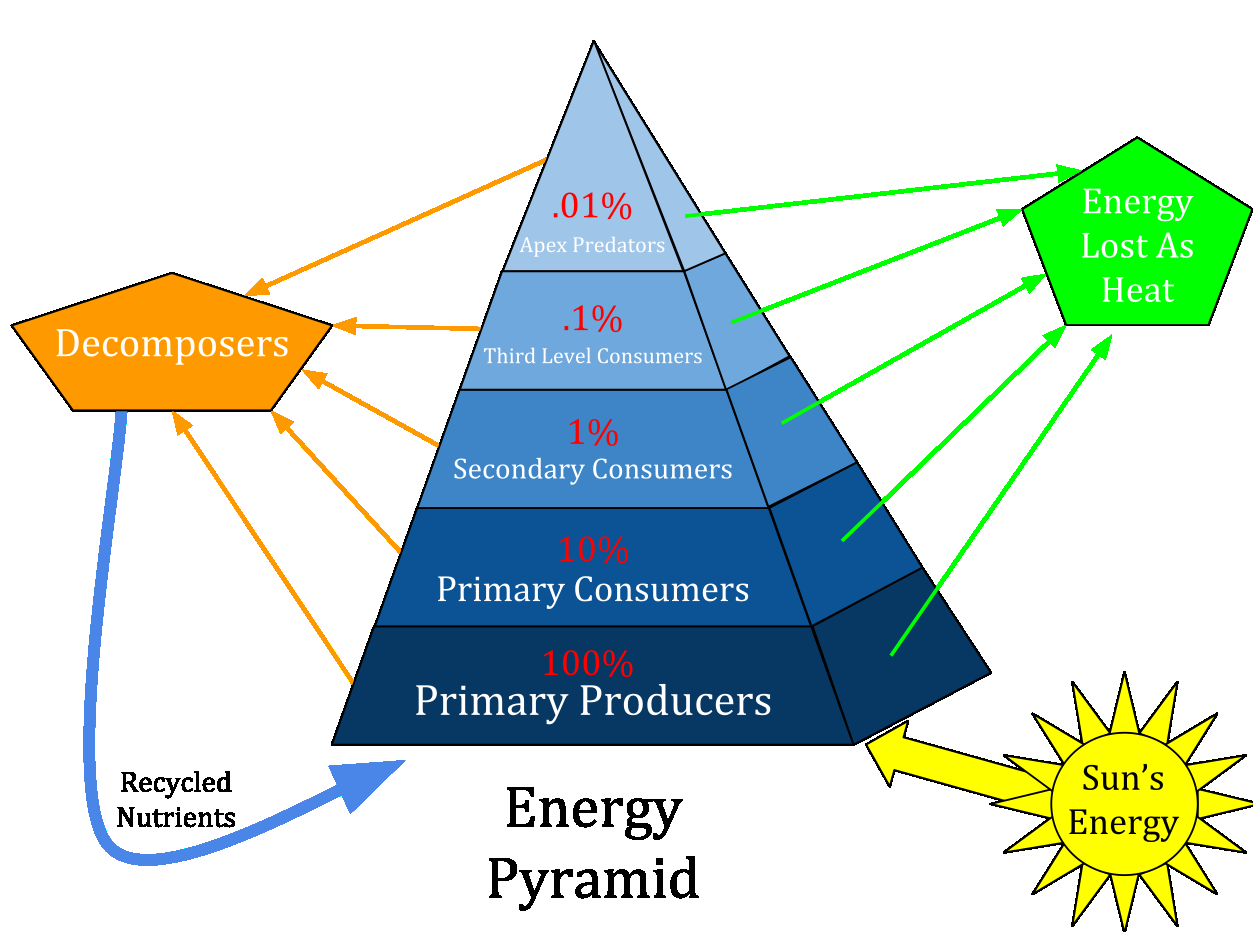 .01%
Apex Predators
.1%
Third Level Consumers
1%
Secondary Consumers
10%
Primary Consumers
100%
Primary Producers
Decomposers
Energy
Lost As
Heat
Recycled
Nutrients
Sun’s
Energy
Energy
Pyramid